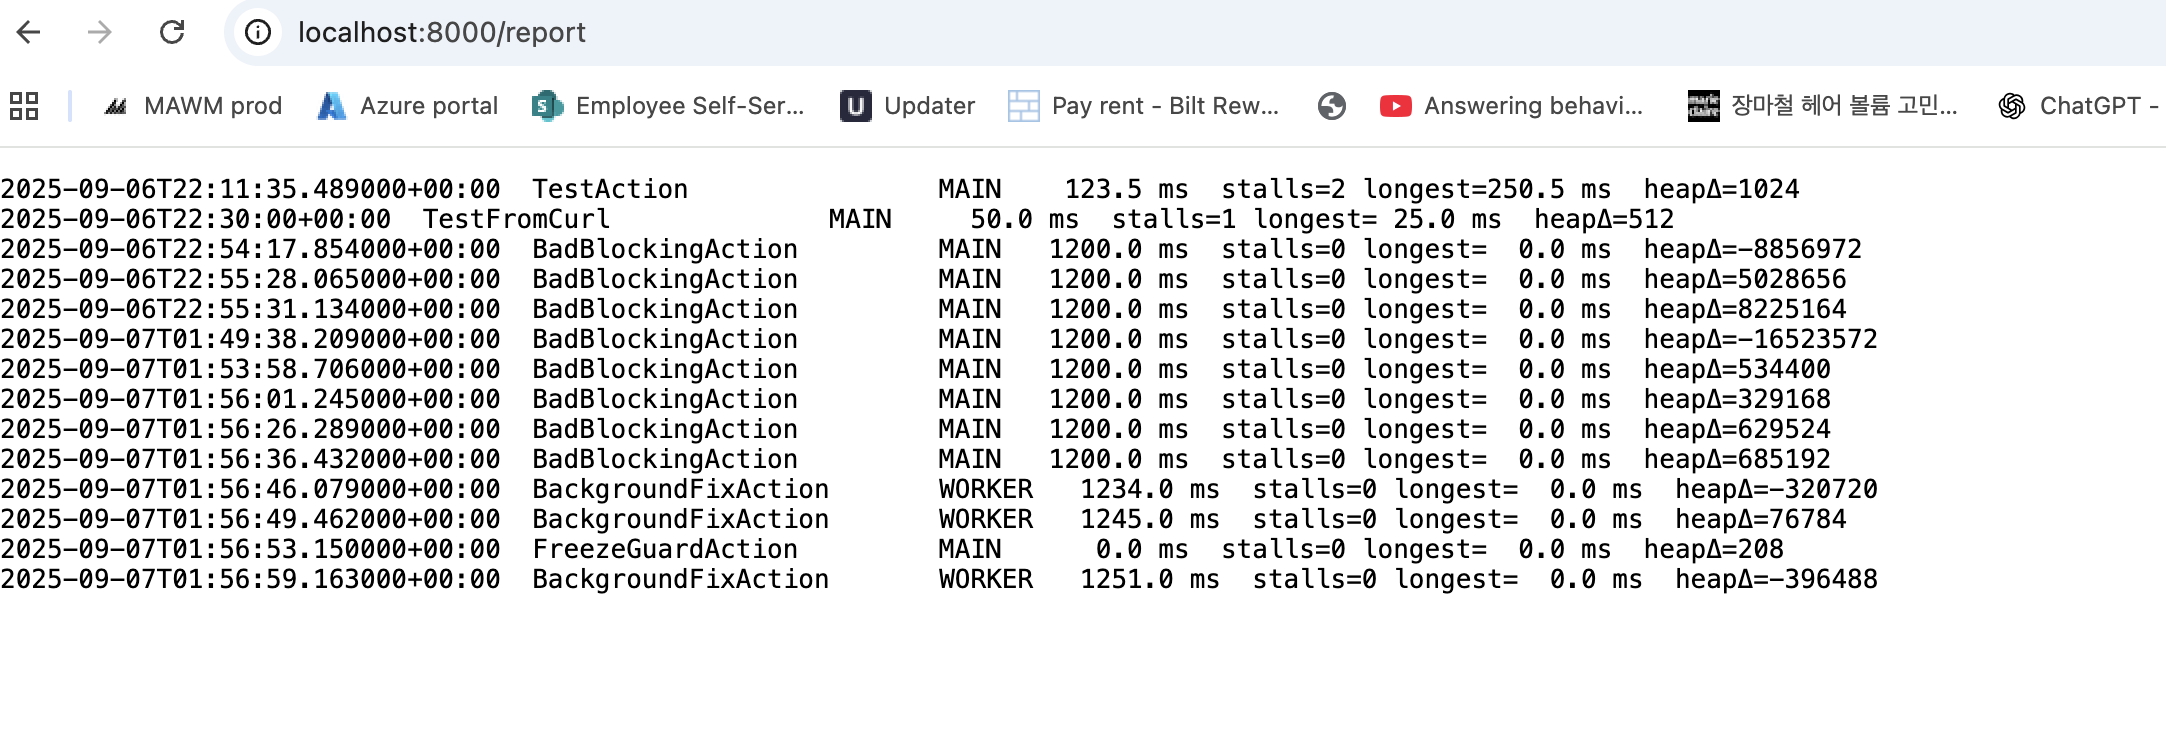 localhost:8000/report
MAWM prod Azure portal Employee Self-Ser... Updater Pay rent - Bilt Rew... Answering behavi... 장마철 헤어 볼륨 고민... ChatGPT -
2025-09-06T22:11:35.489000+00:00  TestAction                MAIN    123.5 ms  stalls=2 longest=250.5 ms  heapΔ=1024
2025-09-06T22:30:00+00:00  TestFromCurl              MAIN     50.0 ms  stalls=1 longest= 25.0 ms  heapΔ=512
2025-09-06T22:54:17.854000+00:00  BadBlockingAction         MAIN   1200.0 ms  stalls=0 longest=  0.0 ms  heapΔ=-8856972
2025-09-06T22:55:28.065000+00:00  BadBlockingAction         MAIN   1200.0 ms  stalls=0 longest=  0.0 ms  heapΔ=5028656
2025-09-06T22:55:31.134000+00:00  BadBlockingAction         MAIN   1200.0 ms  stalls=0 longest=  0.0 ms  heapΔ=8225164
2025-09-07T01:49:38.209000+00:00  BadBlockingAction         MAIN   1200.0 ms  stalls=0 longest=  0.0 ms  heapΔ=-16523572
2025-09-07T01:53:58.706000+00:00  BadBlockingAction         MAIN   1200.0 ms  stalls=0 longest=  0.0 ms  heapΔ=534400
2025-09-07T01:56:01.245000+00:00  BadBlockingAction         MAIN   1200.0 ms  stalls=0 longest=  0.0 ms  heapΔ=329168
2025-09-07T01:56:26.289000+00:00  BadBlockingAction         MAIN   1200.0 ms  stalls=0 longest=  0.0 ms  heapΔ=629524
2025-09-07T01:56:36.432000+00:00  BadBlockingAction         MAIN   1200.0 ms  stalls=0 longest=  0.0 ms  heapΔ=685192
2025-09-07T01:56:46.079000+00:00  BackgroundFixAction       WORKER   1234.0 ms  stalls=0 longest=  0.0 ms  heapΔ=-320720
2025-09-07T01:56:49.462000+00:00  BackgroundFixAction       WORKER   1245.0 ms  stalls=0 longest=  0.0 ms  heapΔ=76784
2025-09-07T01:56:53.150000+00:00  FreezeGuardAction         MAIN      0.0 ms  stalls=0 longest=  0.0 ms  heapΔ=208
2025-09-07T01:56:59.163000+00:00  BackgroundFixAction       WORKER   1251.0 ms  stalls=0 longest=  0.0 ms  heapΔ=-396488